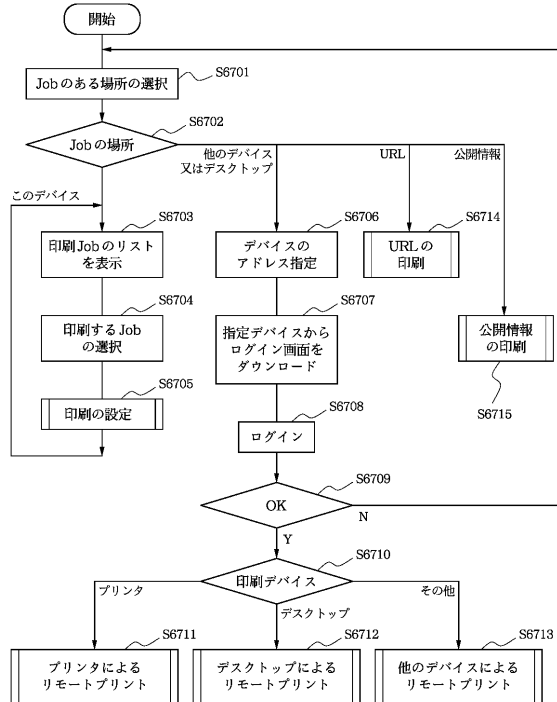 開始
Jobのある場所の選択
S6701
Jobの場所
S6702
他のデバイス
又はデスクトップ
URL
公開情報
このデバイス
印刷Jobのリスト
を表示
S6703
デバイスの
アドレス指定
S6706
URLの
印刷
S6714
印刷するJob
の選択
S6704
指定デバイスから
ログイン画面を
ダウンロード
S6707
公開情報
の印刷
S6715
印刷の設定
S6705
ログイン
S6708
OK
S6709
N
Y
印刷デバイス
S6710
プリンタ
デスクトップ
その他
プリンタによる
リモートプリント
S6711
デスクトップによる
リモートプリント
S6712
他のデバイスによる
リモートプリント
S6713